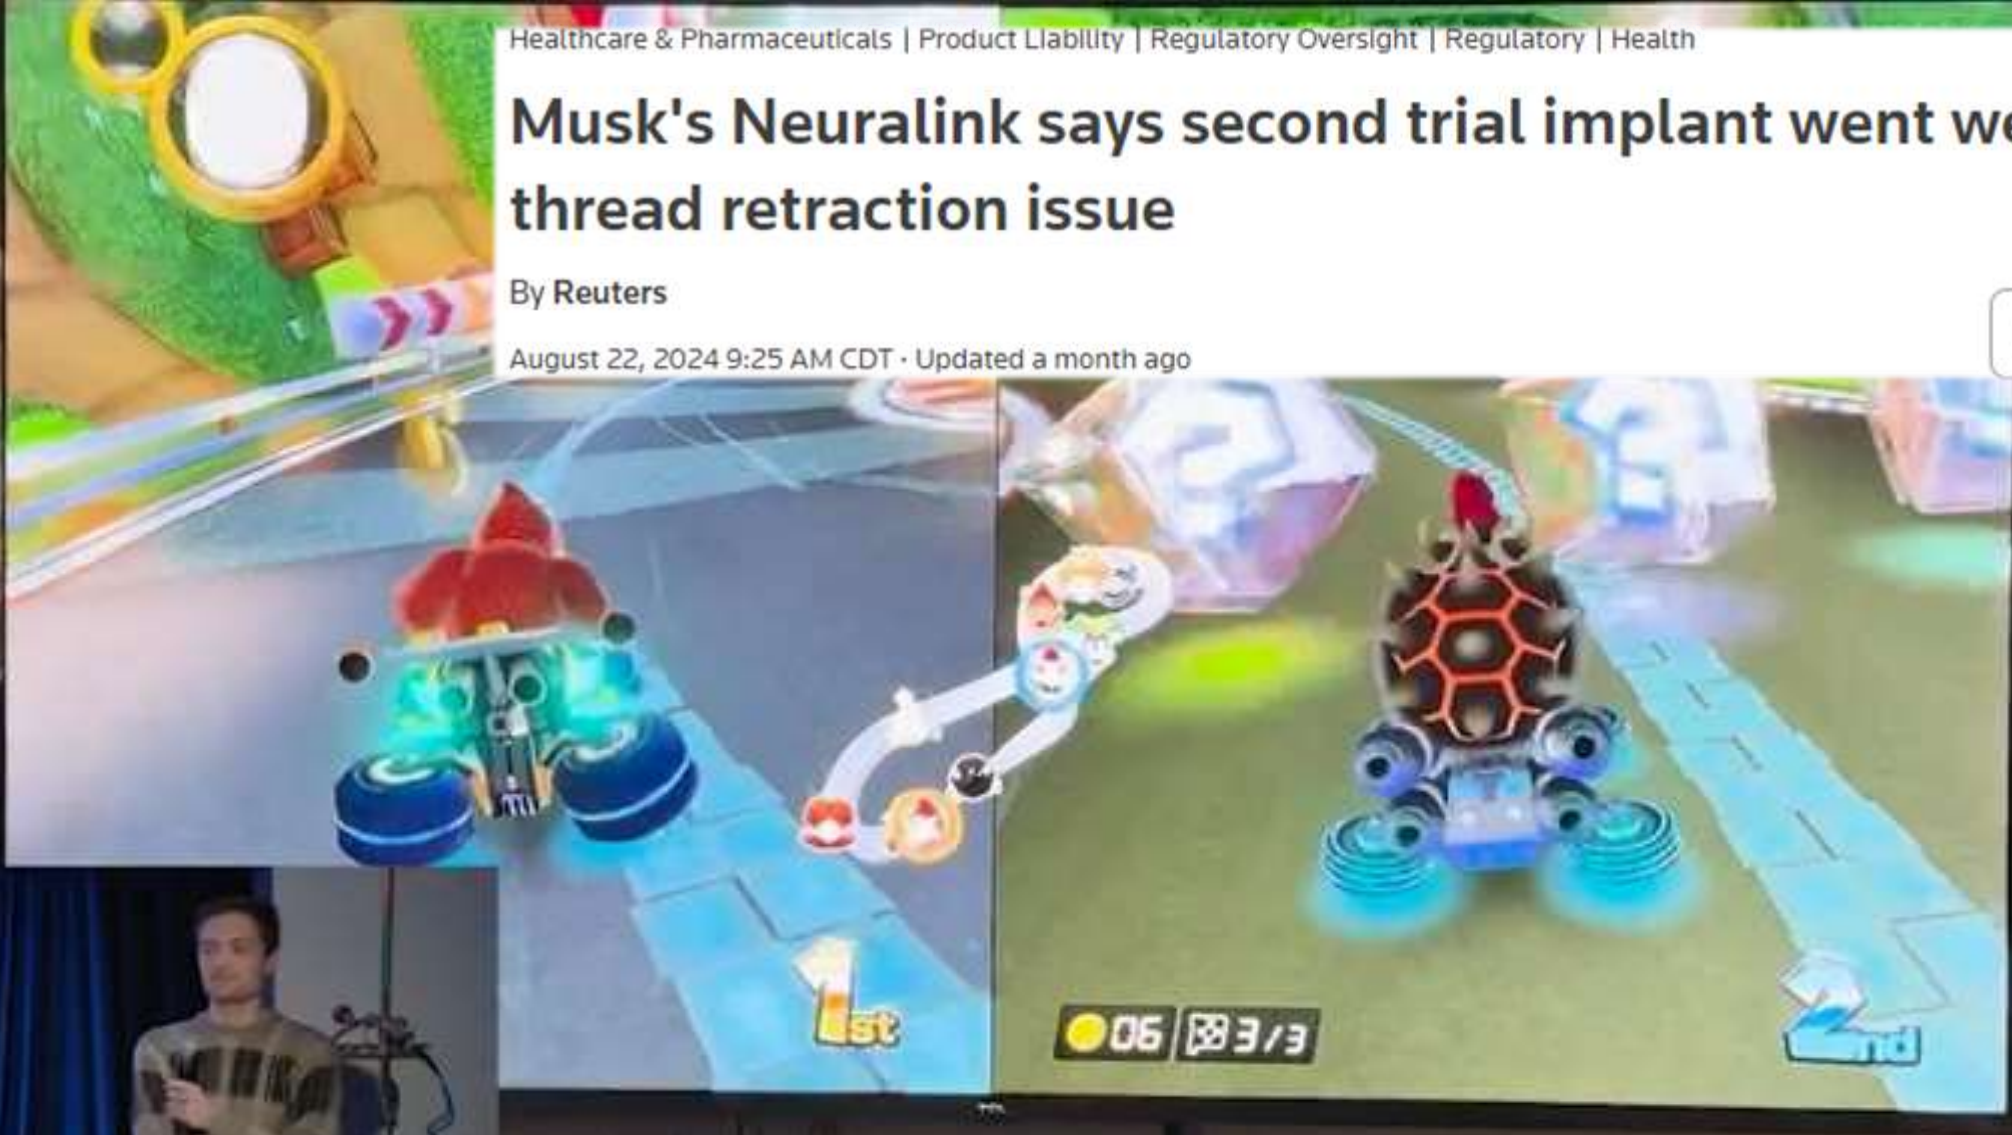 Healthcare & Pharmaceuticals | Product Liability | Regulatory Oversight | Regulatory | Health
Musk's Neuralink says second trial implant went we
thread retraction issue
By Reuters
August 22, 2024 9:25 AM CDT · Updated a month ago
1st
06 3/3
2nd